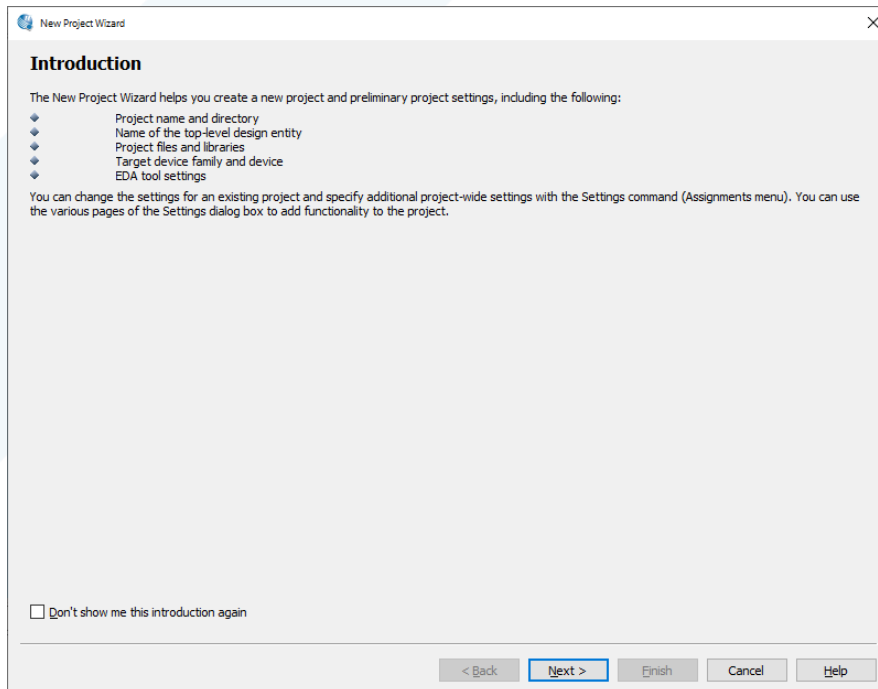 New Project Wizard
Introduction
The New Project Wizard helps you create a new project and preliminary project settings, including the following:
Project name and directory
Name of the top-level design entity
Project files and libraries
Target device family and device
EDA tool settings
You can change the settings for an existing project and specify additional project-wide settings with the Settings command (Assignments menu). You can use
the various pages of the Settings dialog box to add functionality to the project.
Don't show me this introduction again
< Back Next > Finish Cancel Help